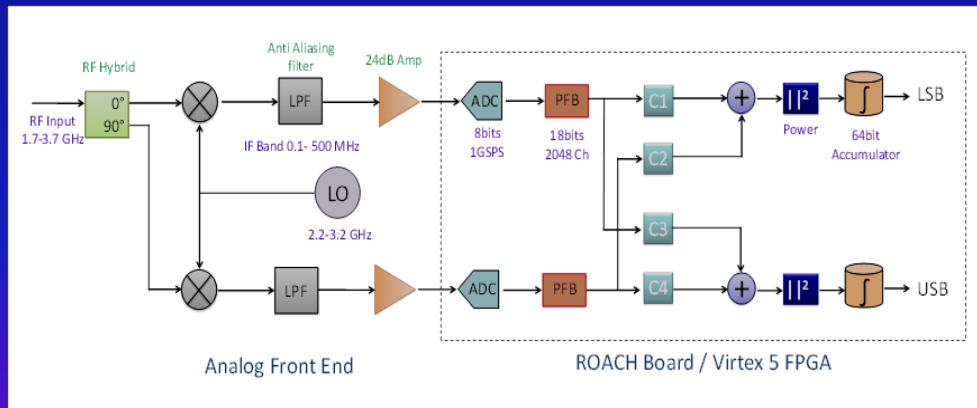 Anti Aliasing
filter
24dB Amp
RF Hybrid
0°
90°
RF Input
1.7-3.7 GHz
LPF
IF Band 0.1- 500 MHz
LO
2.2-3.2 GHz
ADC
8bits
1GSPS
PFB
18bits
2048 Ch
C1
C2
C3
C4
+
||²
Power
∫
64bit
Accumulator
LSB
LPF
ADC
PFB
+
||²
∫
USB
Analog Front End
ROACH Board / Virtex 5 FPGA